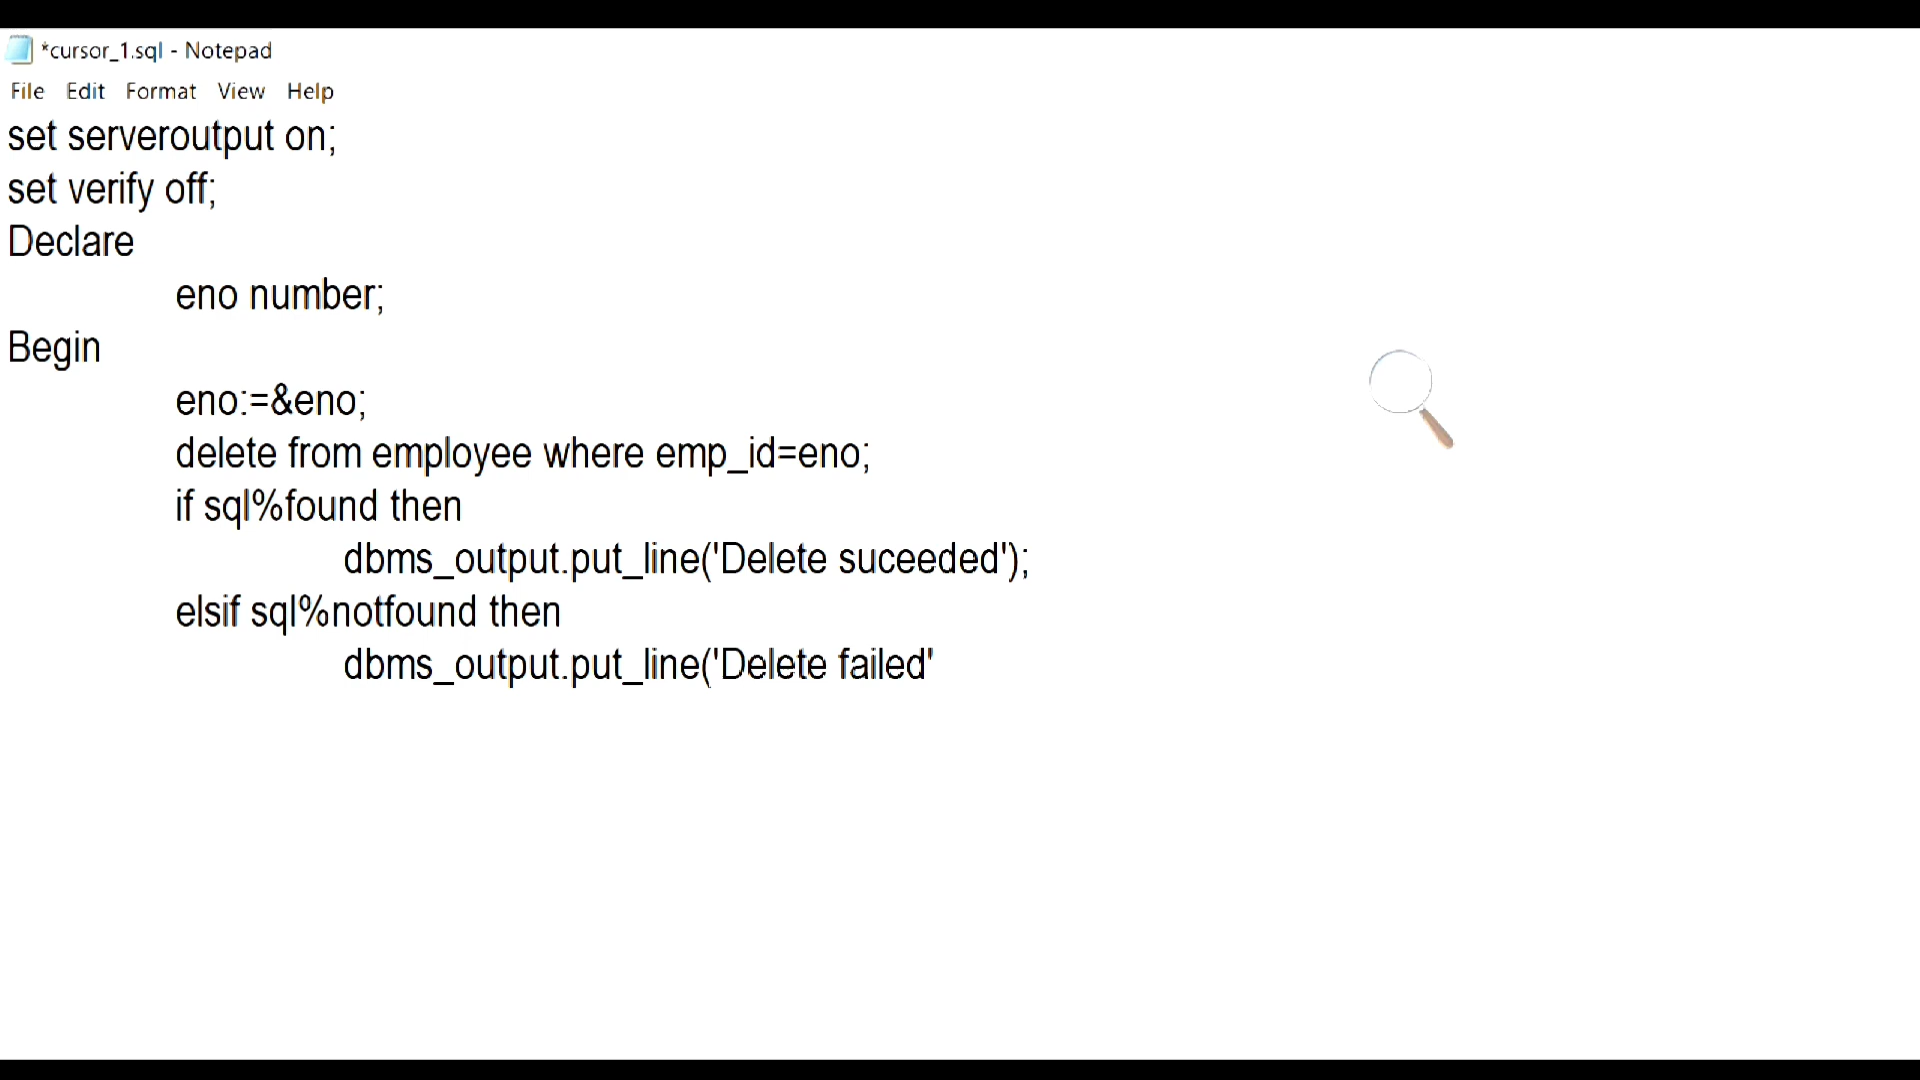 *cursor_1.sql - Notepad
File Edit Format View Help
set serveroutput on;
set verify off;
Declare
eno number;
Begin
eno:=&eno;
delete from employee where emp_id=eno;
if sql%found then
dbms_output.put_line('Delete suceeded');
elsif sql%notfound then
dbms_output.put_line('Delete failed'